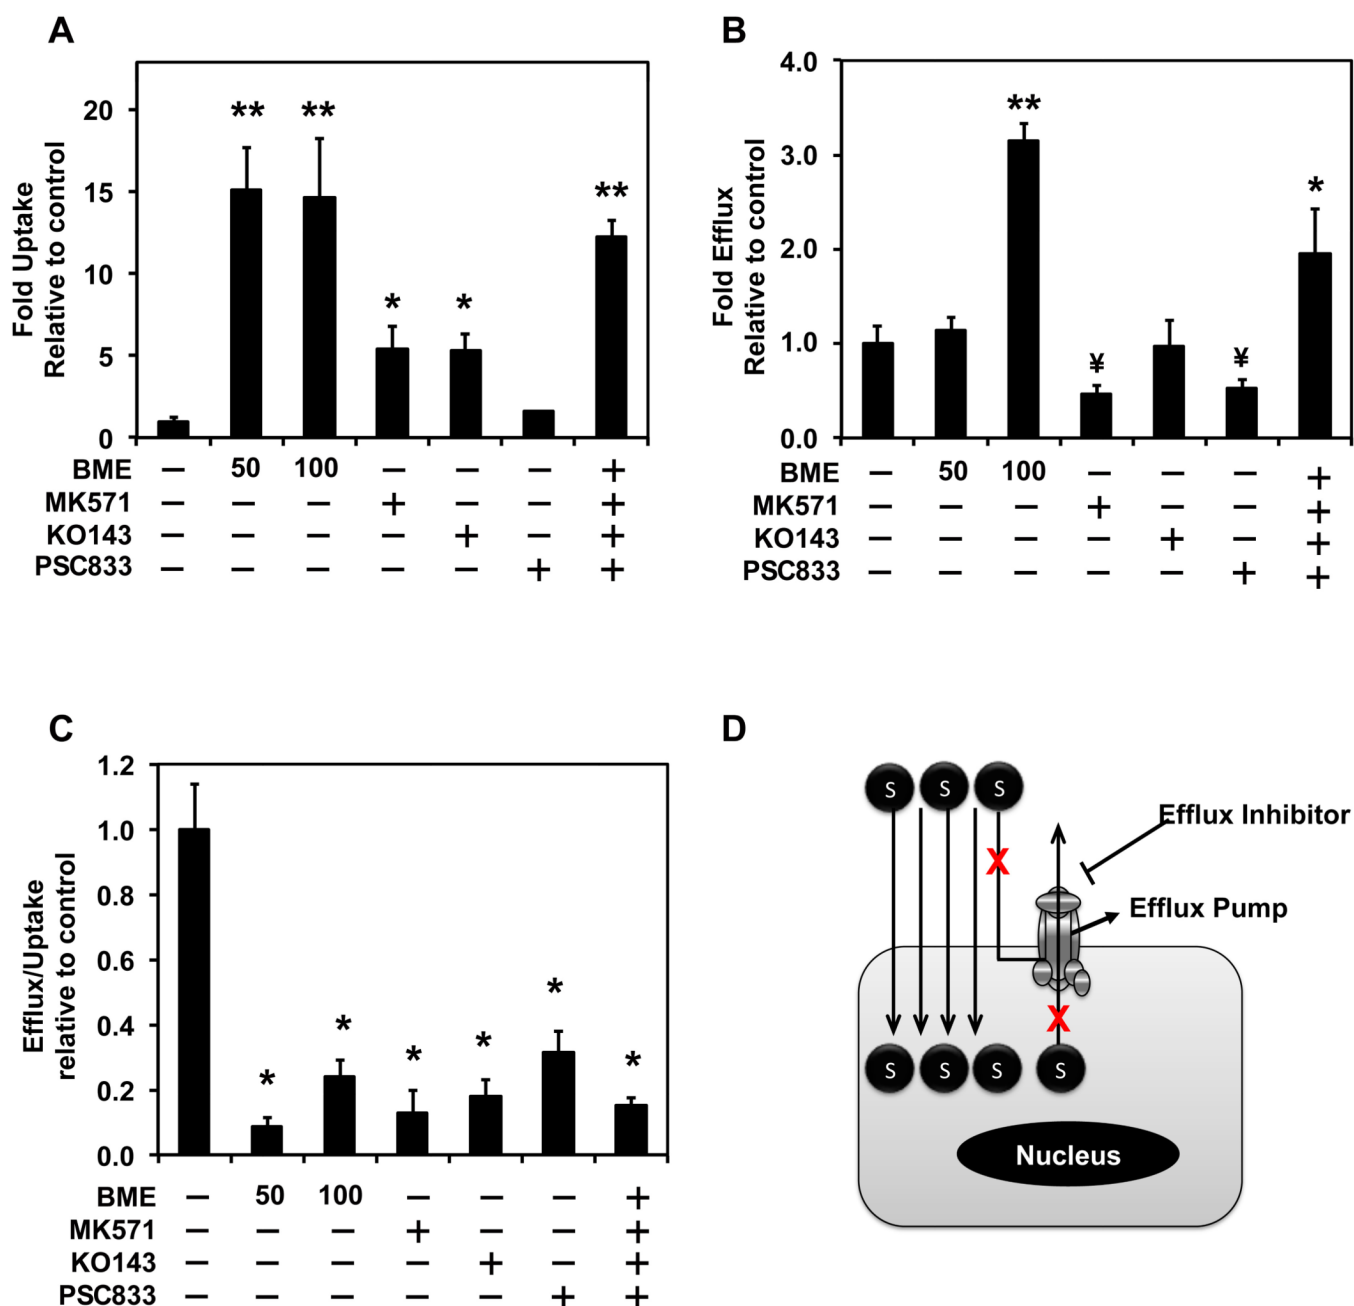 A
Fold Uptake
Relative to control
20
15
10
5
0
** ** * * **
BME – 50 100 – – – +
MK571 – – – + – – +
KO143 – – – – + – +
PSC833 – – – – – + +
B
Fold Efflux
Relative to control
4.0
3.0
2.0
1.0
0.0
** ¥ ¥ *
BME – 50 100 – – – +
MK571 – – – + – – +
KO143 – – – – + – +
PSC833 – – – – – + +
C
Efflux/Uptake
relative to control
1.2
1.0
0.8
0.6
0.4
0.2
0.0
* * * * * *
BME – 50 100 – – – +
MK571 – – – + – – +
KO143 – – – – + – +
PSC833 – – – – – + +
D
S S S
Efflux Inhibitor
X
Efflux Pump
X
S S S S
Nucleus